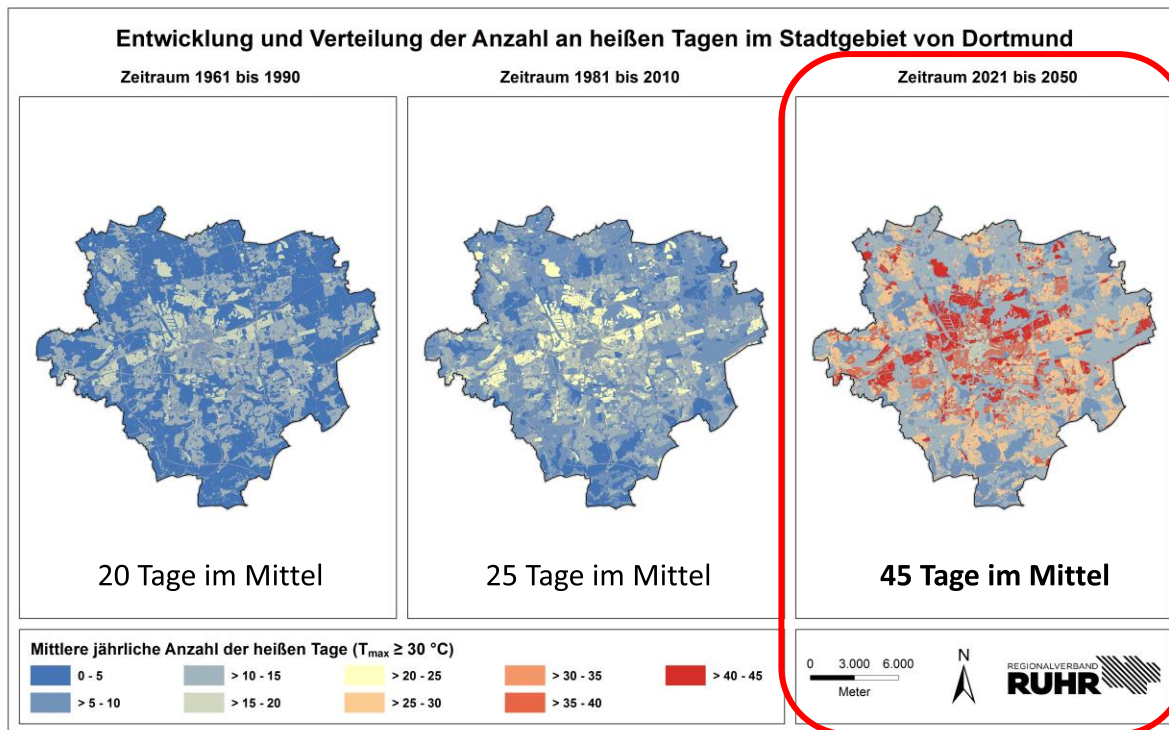 Entwicklung und Verteilung der Anzahl an heißen Tagen im Stadtgebiet von Dortmund
Zeitraum 1961 bis 1990
Zeitraum 1981 bis 2010
Zeitraum 2021 bis 2050
20 Tage im Mittel
25 Tage im Mittel
45 Tage im Mittel
Mittlere jährliche Anzahl der heißen Tage (Tmax ≥ 30 °C)
0 - 5
> 10 - 15
> 20 - 25
> 30 - 35
> 40 - 45
> 5 - 10
> 15 - 20
> 25 - 30
> 35 - 40
0 3.000 6.000
Meter
N
REGIONALVERBAND
RUHR